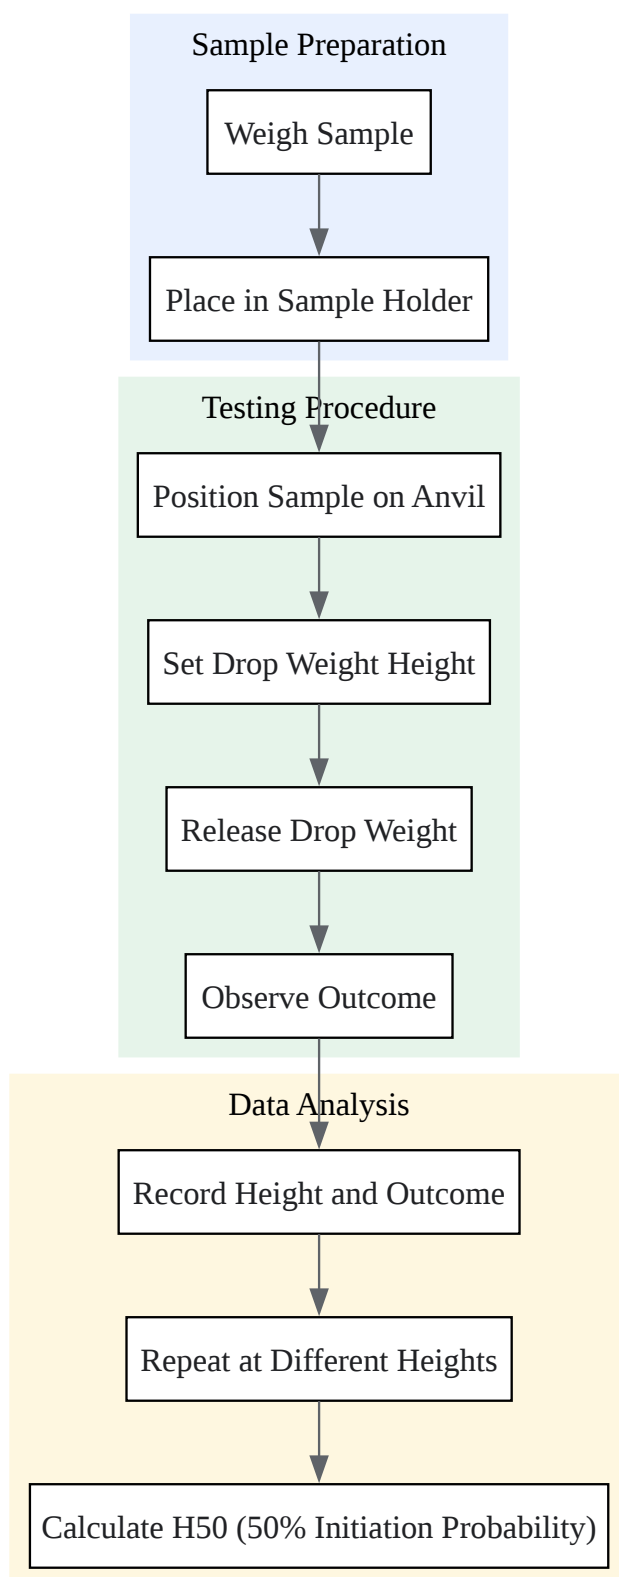 Sample Preparation
Weigh Sample
Place in Sample Holder
Testing Procedure
Position Sample on Anvil
Set Drop Weight Height
Release Drop Weight
Observe Outcome
Data Analysis
Record Height and Outcome
Repeat at Different Heights
Calculate H50 (50% Initiation Probability)